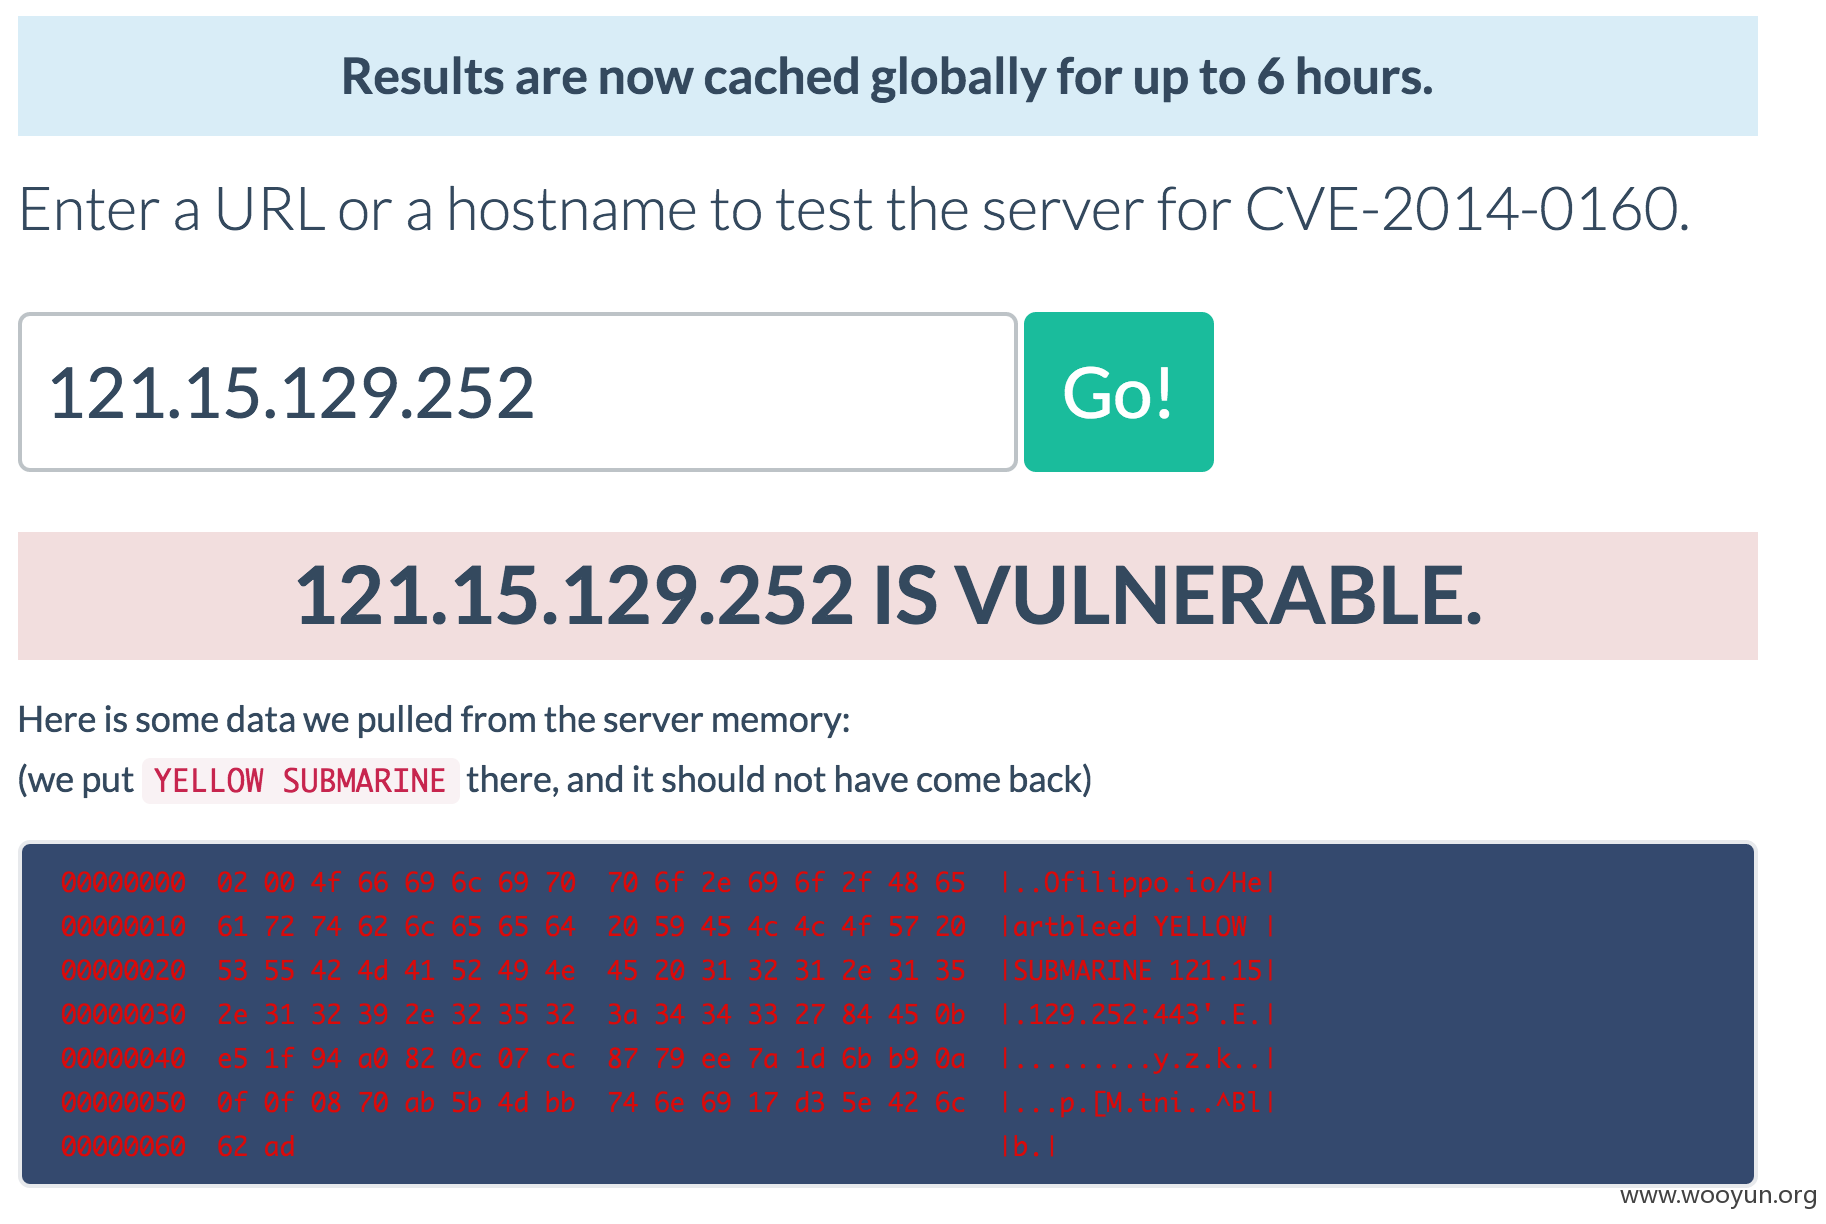 Results are now cached globally for up to 6 hours.
Enter a URL or a hostname to test the server for CVE-2014-0160.
121.15.129.252 Go!
121.15.129.252 IS VULNERABLE.
Here is some data we pulled from the server memory:
(we put YELLOW SUBMARINE there, and it should not have come back)
00000000  02 00 4f 66 69 6c 69 70  70 6f 2e 69 6f 2f 48 65  |..Ofilippo.io/He|
00000010  61 72 74 62 6c 65 65 64  20 59 45 4c 4c 4f 57 20  |artbleed YELLOW |
00000020  53 55 42 4d 41 52 49 4e  45 20 31 32 31 2e 31 35  |SUBMARINE 121.15|
00000030  2e 31 32 39 2e 32 35 32  3a 34 34 33 27 84 45 0b  |.129.252:443'.E.|
00000040  e5 1f 94 a0 82 0c 07 cc  87 79 ee 7a 1d 6b b9 0a  |.........y.z.k..|
00000050  0f 0f 08 70 ab 5b 4d bb  74 6e 69 17 d3 5e 42 6c  |...p.[M.tni..^Bl|
00000060  62 ad  |b.|
www.wooyun.org